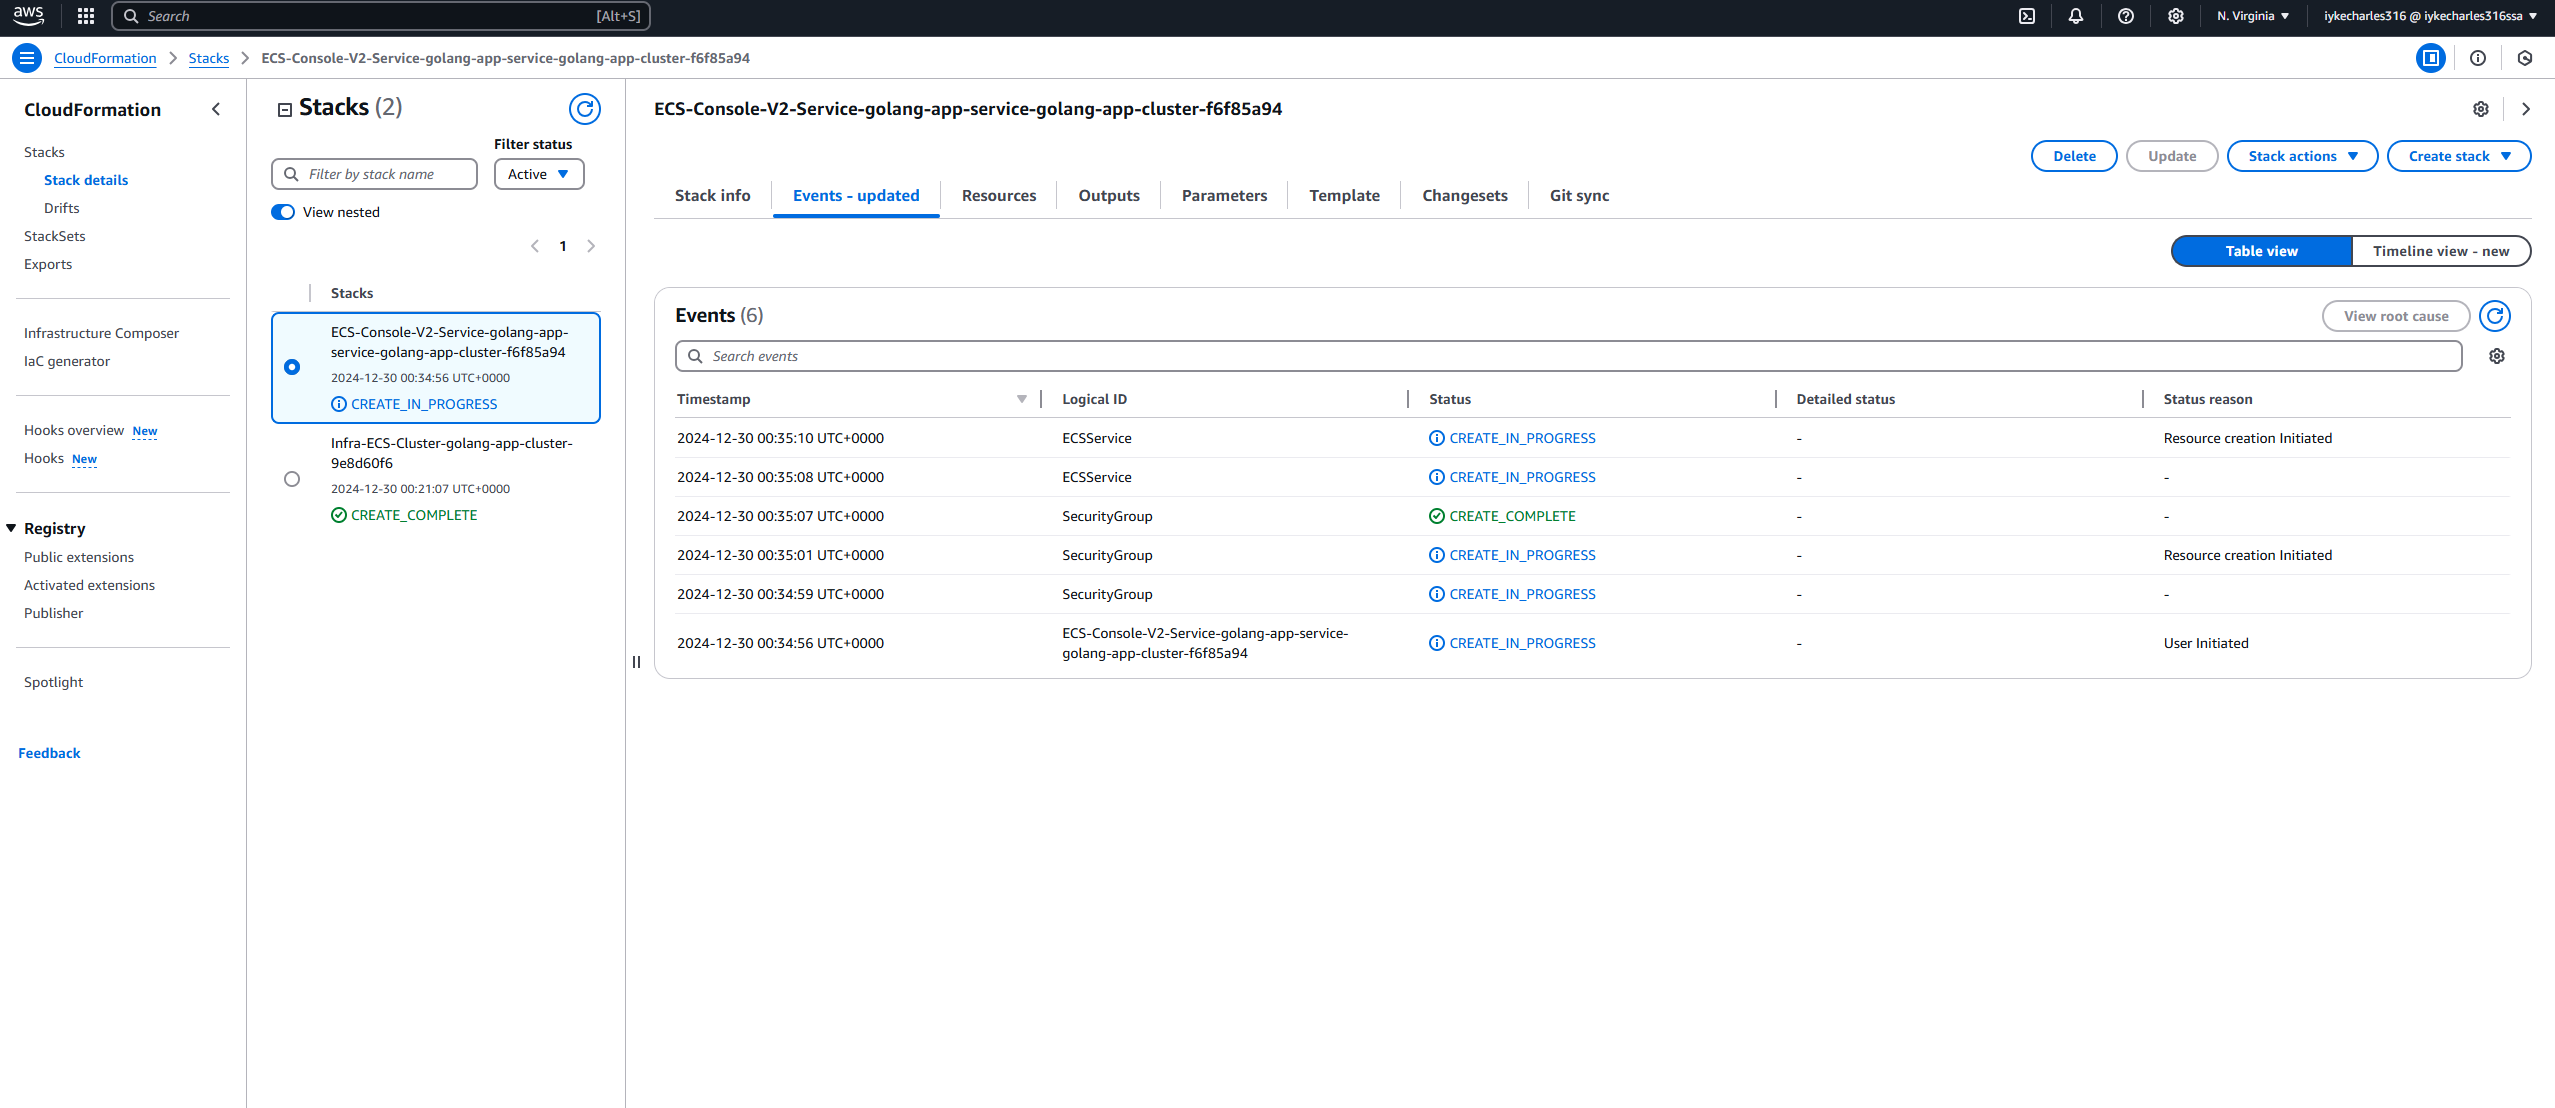 aws
Search [Alt+S]
N. Virginia
iykecharles316 @ iykecharles316ssa
CloudFormation
Stacks
ECS-Console-V2-Service-golang-app-service-golang-app-cluster-f6f85a94
CloudFormation
Stacks
Stack details
Drifts
StackSets
Exports
Infrastructure Composer
IaC generator
Hooks overview New
Hooks New
Registry
Public extensions
Activated extensions
Publisher
Spotlight
Feedback
Stacks (2)
Filter status
Filter by stack name
Active
View nested
1
Stacks
ECS-Console-V2-Service-golang-app-
service-golang-app-cluster-f6f85a94
2024-12-30 00:34:56 UTC+0000
CREATE_IN_PROGRESS
Infra-ECS-Cluster-golang-app-cluster-
9e8d60f6
2024-12-30 00:21:07 UTC+0000
CREATE_COMPLETE
ECS-Console-V2-Service-golang-app-service-golang-app-cluster-f6f85a94
Delete Update Stack actions Create stack
Stack info Events - updated Resources Outputs Parameters Template Changesets Git sync
Table view Timeline view - new
Events (6)
View root cause
Search events
Timestamp Logical ID Status Detailed status Status reason
2024-12-30 00:35:10 UTC+0000 ECSService CREATE_IN_PROGRESS - Resource creation Initiated
2024-12-30 00:35:08 UTC+0000 ECSService CREATE_IN_PROGRESS - -
2024-12-30 00:35:07 UTC+0000 SecurityGroup CREATE_COMPLETE - -
2024-12-30 00:35:01 UTC+0000 SecurityGroup CREATE_IN_PROGRESS - Resource creation Initiated
2024-12-30 00:34:59 UTC+0000 SecurityGroup CREATE_IN_PROGRESS - -
2024-12-30 00:34:56 UTC+0000 ECS-Console-V2-Service-golang-app-service- CREATE_IN_PROGRESS - User Initiated
golang-app-cluster-f6f85a94